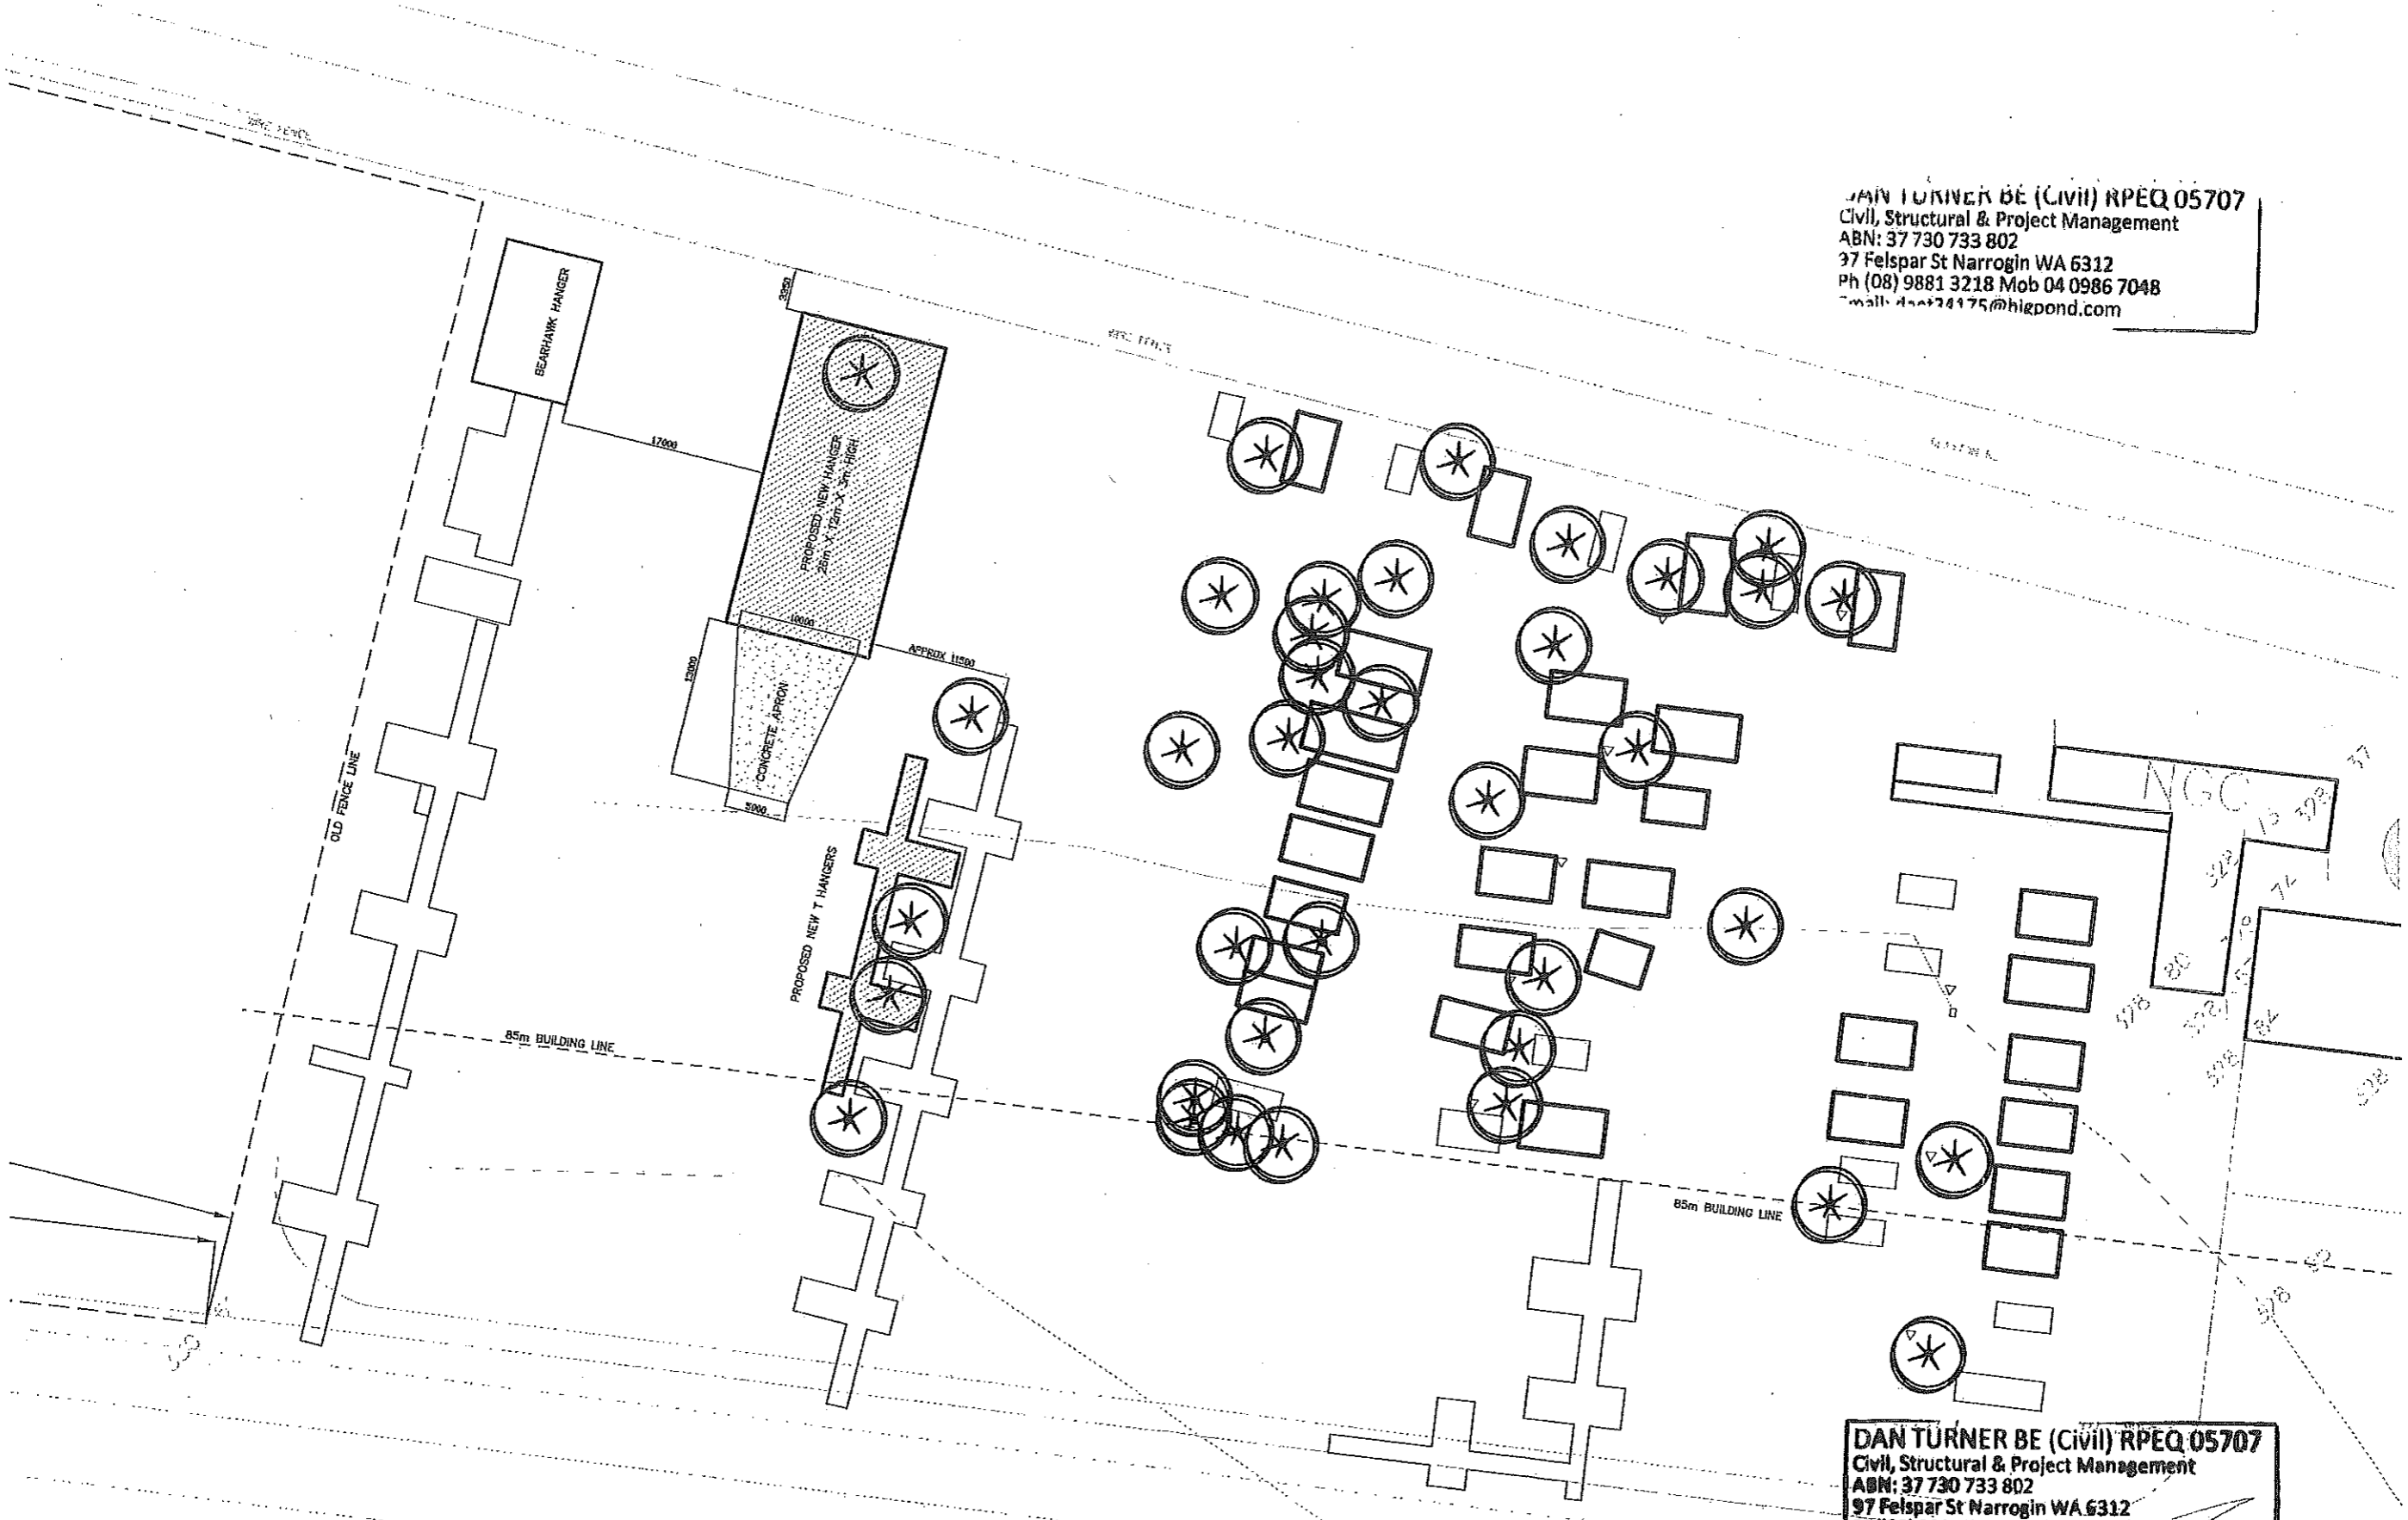 DAN TURNER BE (Civil) RPEQ 05707
Civil, Structural & Project Management
ABN: 37 730 733 802
97 Felspar St Narrogin WA 6312
Ph (08) 9881 3218 Mob 04 0986 7048
WIRE FENCE
BEARHAWK HANGER
3350
17000
PROPOSED NEW HANGER
26m X 12m X 5m HIGH
10000
APPROX 11500
13000
CONCRETE APRON
5000
OLD FENCE LINE
PROPOSED NEW T HANGERS
85m BUILDING LINE
85m BUILDING LINE
NGC
DAN TURNER BE (Civil) RPEQ 05707
Civil, Structural & Project Management
ABN: 37 730 733 802
97 Felspar St Narrogin WA 6312